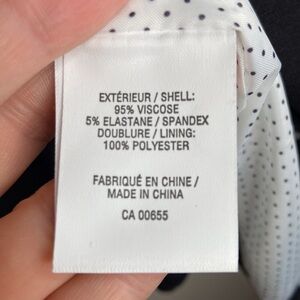 EXTÉRIEUR / SHELL:
95% VISCOSE
5% ELASTANE / SPANDEX
DOUBLURE / LINING:
100% POLYESTER
FABRIQUÉ EN CHINE /
MADE IN CHINA
CA 00655